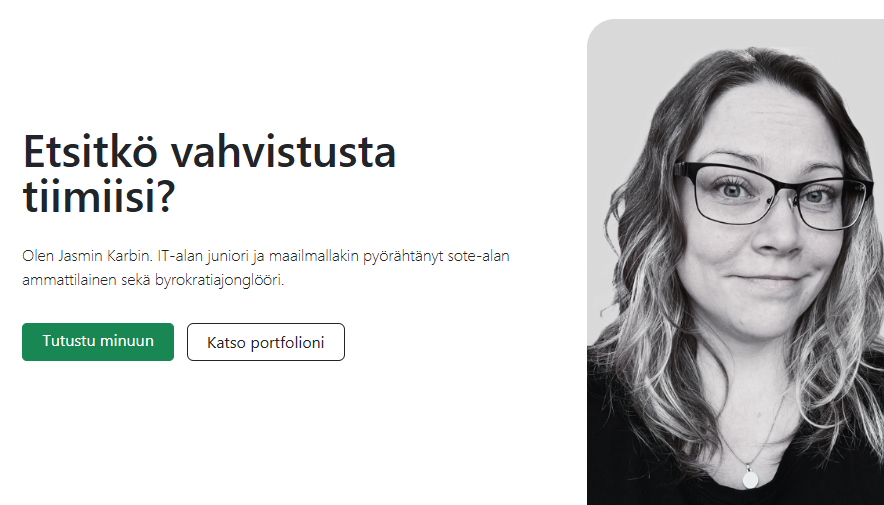 Etsitkö vahvistusta
tiimiisi?
Olen Jasmin Karbin. IT-alan juniori ja maailmallakin pyörähtänyt sote-alan
ammattilainen sekä byrokratiajonglööri.
Tutustu minuun
Katso portfolioni